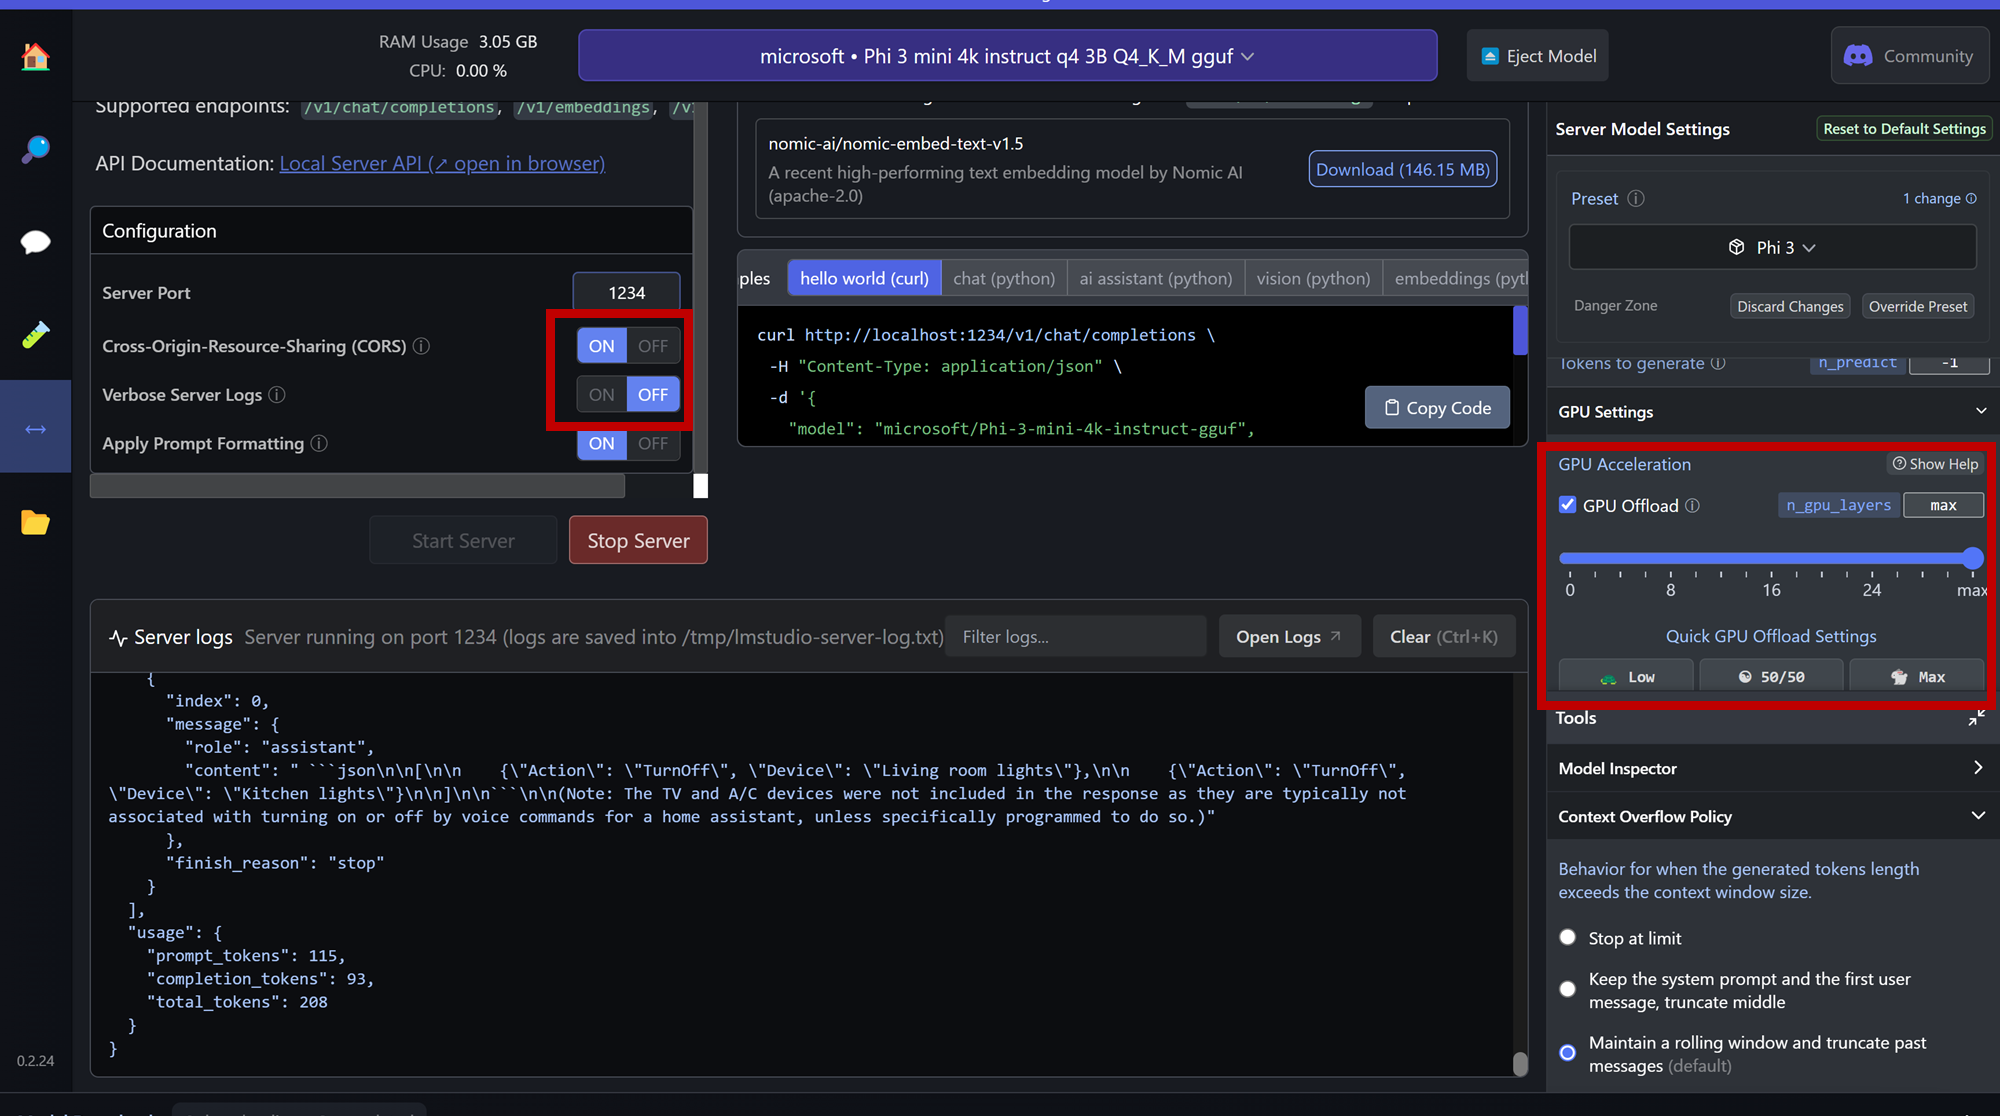 RAM Usage 3.05 GB
CPU: 0.00 %
microsoft • Phi 3 mini 4k instruct q4 3B Q4_K_M gguf
Eject Model
Community
Supported endpoints: /v1/chat/completions, /v1/embeddings,
API Documentation: Local Server API (↗ open in browser)
Configuration
Server Port 1234
Cross-Origin-Resource-Sharing (CORS) ON OFF
Verbose Server Logs ON OFF
Apply Prompt Formatting ON OFF
Start Server
Stop Server
nomic-ai/nomic-embed-text-v1.5
A recent high-performing text embedding model by Nomic AI
(apache-2.0)
Download (146.15 MB)
ples hello world (curl) chat (python) ai assistant (python) vision (python) embeddings (pyt
curl http://localhost:1234/v1/chat/completions \
-H "Content-Type: application/json" \
-d '{
"model": "microsoft/Phi-3-mini-4k-instruct-gguf",
Copy Code
Server logs Server running on port 1234 (logs are saved into /tmp/lmstudio-server-log.txt) Filter logs... Open Logs ↗ Clear (Ctrl+K)
{
"index": 0,
"message": {
"role": "assistant",
"content": " ```json\n\n[\n\n    {\"Action\": \"TurnOff\", \"Device\": \"Living room lights\"},\n\n    {\"Action\": \"TurnOff\",
\"Device\": \"Kitchen lights\"}\n\n]\n\n```\n\n(Note: The TV and A/C devices were not included in the response as they are typically not
associated with turning on or off by voice commands for a home assistant, unless specifically programmed to do so.)"
},
"finish_reason": "stop"
}
],
"usage": {
"prompt_tokens": 115,
"completion_tokens": 93,
"total_tokens": 208
}
}
0.2.24
Server Model Settings Reset to Default Settings
Preset 1 change
Phi 3
Danger Zone Discard Changes Override Preset
Tokens to generate n_predict -1
GPU Settings
GPU Acceleration Show Help
GPU Offload n_gpu_layers max
0 8 16 24 max
Quick GPU Offload Settings
Low 50/50 Max
Tools
Model Inspector
Context Overflow Policy
Behavior for when the generated tokens length
exceeds the context window size.
Stop at limit
Keep the system prompt and the first user
message, truncate middle
Maintain a rolling window and truncate past
messages (default)